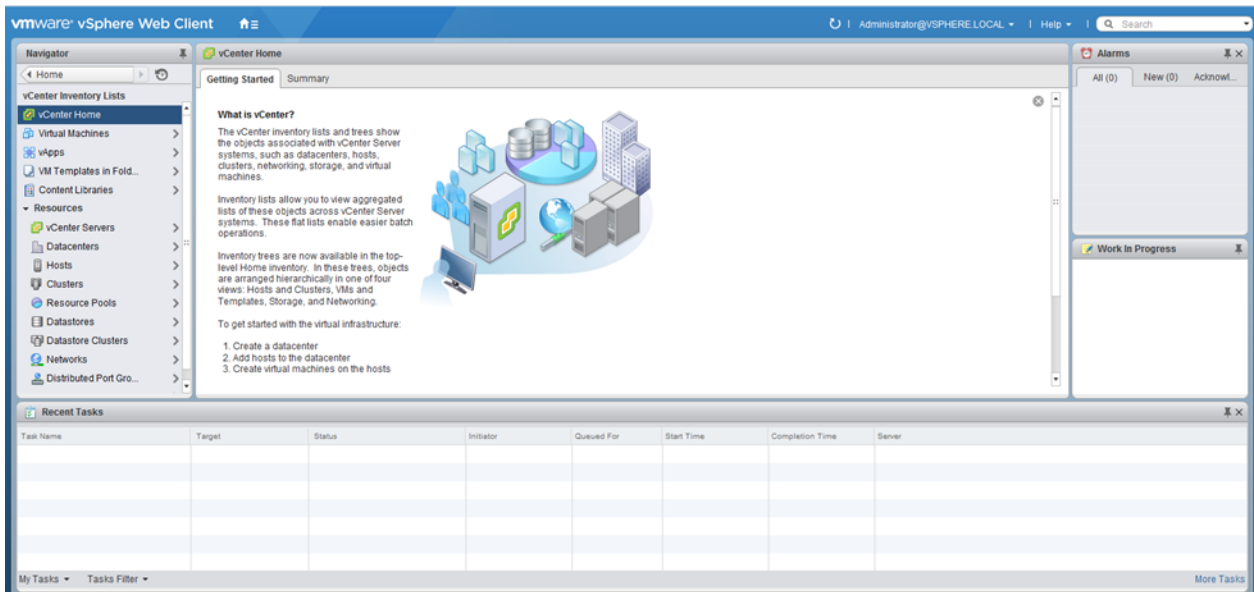 vmware® vSphere Web Client
Administrator@VSPHERE.LOCAL
Help
Search
Navigator
Home
vCenter Inventory Lists
vCenter Home
Virtual Machines
vApps
VM Templates in Fold...
Content Libraries
Resources
vCenter Servers
Datacenters
Hosts
Clusters
Resource Pools
Datastores
Datastore Clusters
Networks
Distributed Port Gro...
vCenter Home
Getting Started Summary
What is vCenter?
The vCenter inventory lists and trees show
the objects associated with vCenter Server
systems, such as datacenters, hosts,
clusters, networking, storage, and virtual
machines.
Inventory lists allow you to view aggregated
lists of these objects across vCenter Server
systems. These flat lists enable easier batch
operations.
Inventory trees are now available in the top-
level Home inventory. In these trees, objects
are arranged hierarchically in one of four
views: Hosts and Clusters, VMs and
Templates, Storage, and Networking.
To get started with the virtual infrastructure:
1. Create a datacenter
2. Add hosts to the datacenter
3. Create virtual machines on the hosts
Alarms
All (0) New (0) Acknowl...
Work In Progress
Recent Tasks
Task Name Target Status Initiator Queued For Start Time Completion Time Server
My Tasks Tasks Filter More Tasks